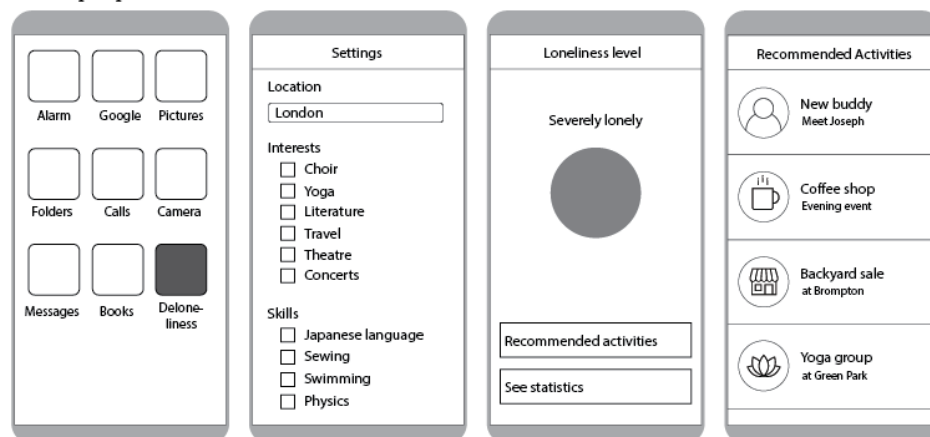 Alarm
Google
Pictures
Folders
Calls
Camera
Messages
Books
Delone-
liness
Settings
Location
London
Interests
Choir
Yoga
Literature
Travel
Theatre
Concerts
Skills
Japanese language
Sewing
Swimming
Physics
Loneliness level
Severely lonely
Recommended activities
See statistics
Recommended Activities
New buddy
Meet Joseph
Coffee shop
Evening event
Backyard sale
at Brompton
Yoga group
at Green Park